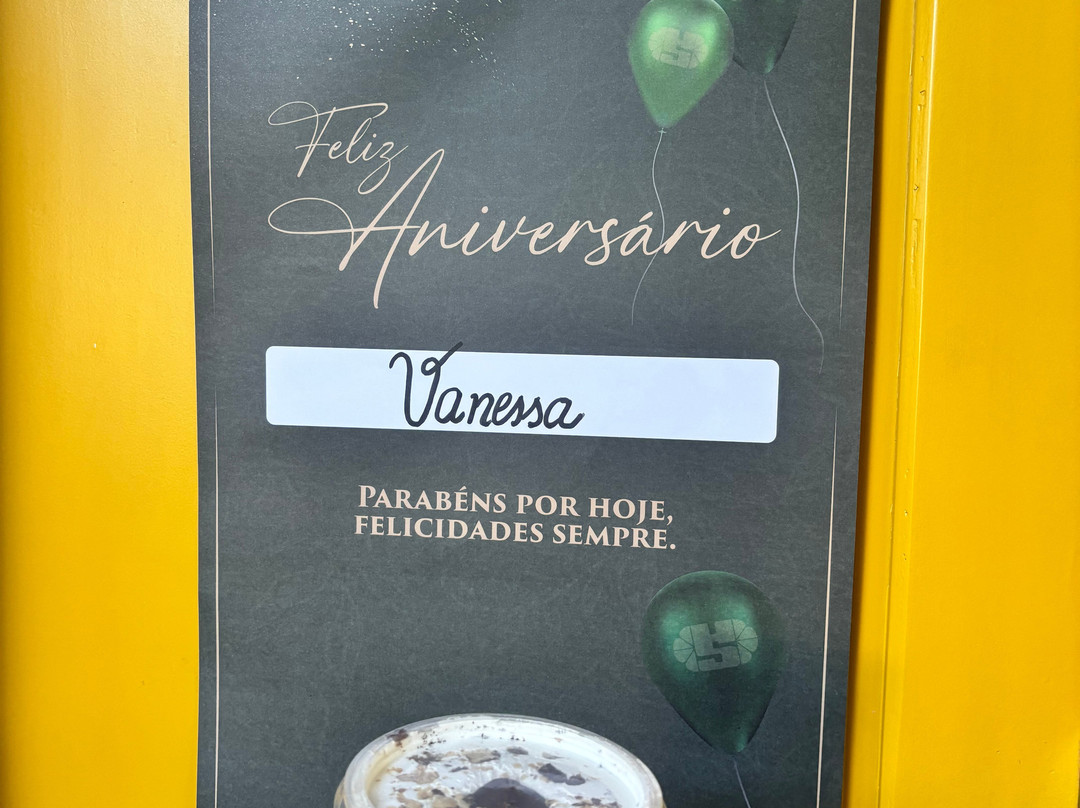 Feliz
Aniversário
Vanessa
PARABÉNS POR HOJE,
FELICIDADES SEMPRE.